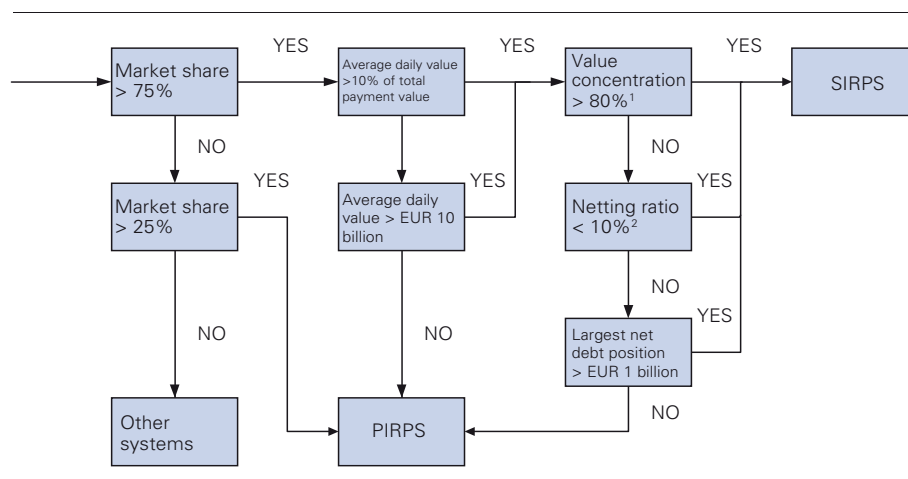 YES
YES
YES
Market share
> 75%
Average daily value
>10% of total
payment value
Value
concentration
> 80%¹
SIRPS
NO
NO
YES
YES
YES
Market share
> 25%
Average daily
value > EUR 10
billion
Netting ratio
< 10%²
NO
YES
NO
NO
Largest net
debt position
> EUR 1 billion
NO
Other
systems
PIRPS